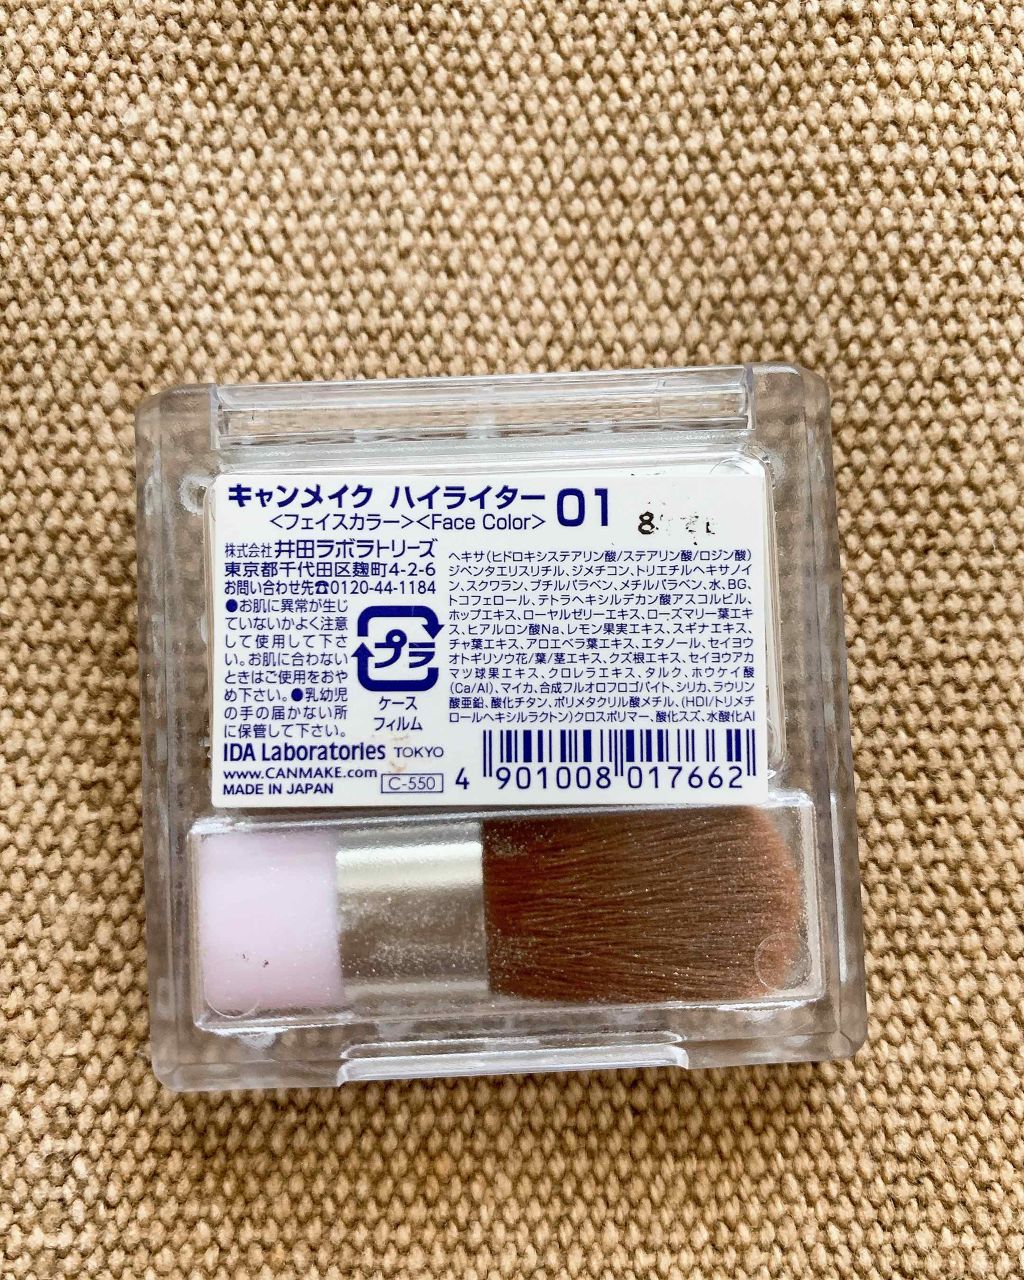 キャンメイク ハイライター 01
<フェイスカラー><Face Color>
株式会社 井田ラボラトリーズ
東京都千代田区麹町4-2-6
お問い合わせ先☎0120-44-1184
●お肌に異常が生じ
ていないかよく注意
して使用して下さ
い。お肌に合わない
ときはご使用をおや
め下さい。●乳幼児
の手の届かない所
に保管して下さい。
プラ
ケース
フィルム
IDA Laboratories TOKYO
www.CANMAKE.com
MADE IN JAPAN
C-550
ヘキサ(ヒドロキシステアリン酸/ステアリン酸/ロジン酸)
ジペンタエリスリチル、ジメチコン、トリエチルヘキサノイ
ン、スクワラン、ブチルパラベン、メチルパラベン、水、BG、
トコフェロール、テトラヘキシルデカン酸アスコルビル、
ホップエキス、ローヤルゼリーエキス、ローズマリー葉エキ
ス、ヒアルロン酸Na、レモン果実エキス、スギナエキス、
チャ葉エキス、アロエベラ葉エキス、エタノール、セイヨウ
オトギリソウ花/葉/茎エキス、クズ根エキス、セイヨウアカ
マツ球果エキス、クロレラエキス、タルク、ホウケイ酸
(Ca/Al)、マイカ、合成フルオロフロゴパイト、シリカ、ラウリン
酸亜鉛、酸化チタン、ポリメタクリル酸メチル、(HDI/トリメチ
ロールヘキシルラクトン)クロスポリマー、酸化スズ、水酸化Al
4 901008 017662